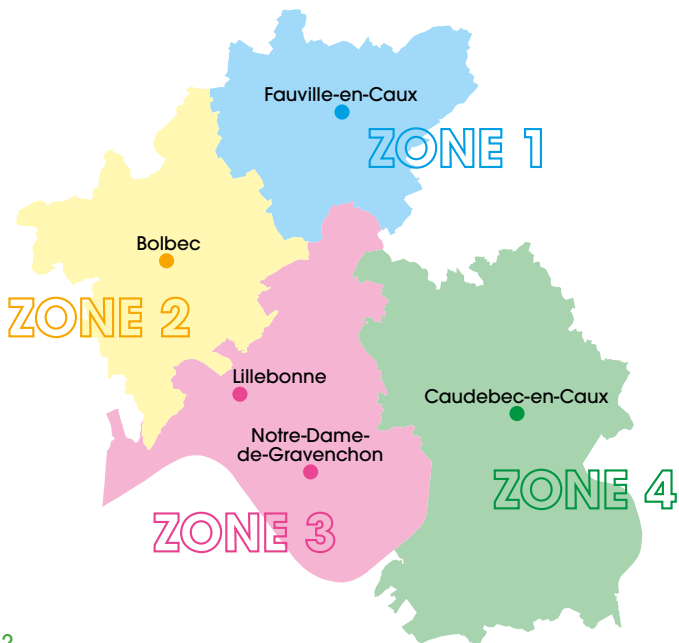 Fauville-en-Caux
ZONE 1
Bolbec
ZONE 2
Lillebonne
Caudebec-en-Caux
Notre-Dame-
de-Gravenchon
ZONE 4
ZONE 3
2